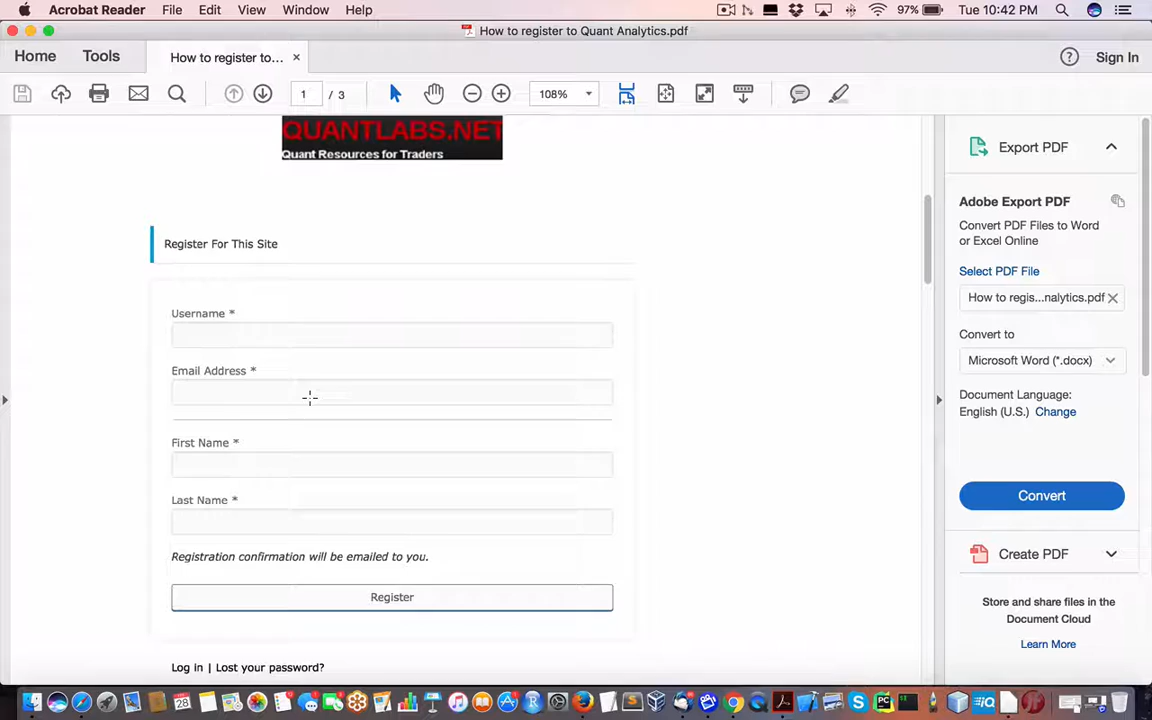 Acrobat Reader File Edit View Window Help 97% Tue 10:42 PM
How to register to Quant Analytics.pdf
Home Tools How to register to... × Sign In
1 / 3 108%
QUANTLABS.NET
Quant Resources for Traders
Register For This Site
Username *
Email Address *
First Name *
Last Name *
Registration confirmation will be emailed to you.
Register
Log in | Lost your password?
Export PDF
Adobe Export PDF
Convert PDF Files to Word
or Excel Online
Select PDF File
How to regis...nalytics.pdf
Convert to
Microsoft Word (*.docx)
Document Language:
English (U.S.) Change
Convert
Create PDF
Store and share files in the
Document Cloud
Learn More